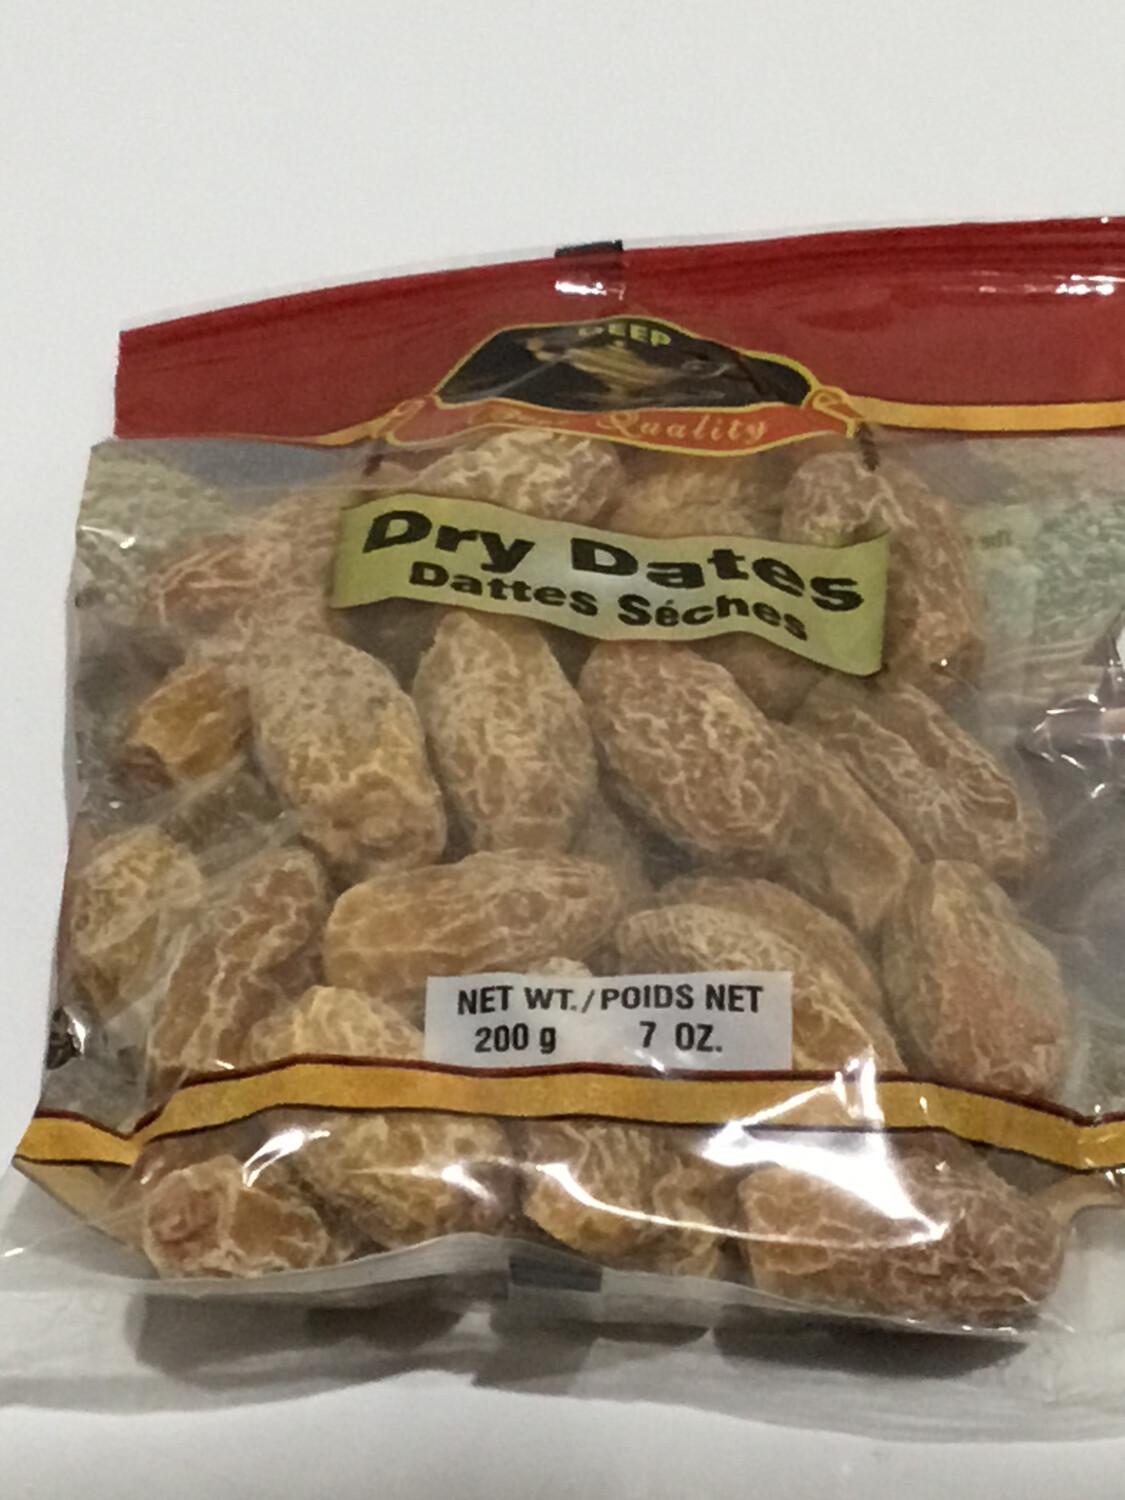 DEEP
Quality
Dry Dates
Dattes Séches
NET WT./POIDS NET
200 g 7 OZ.